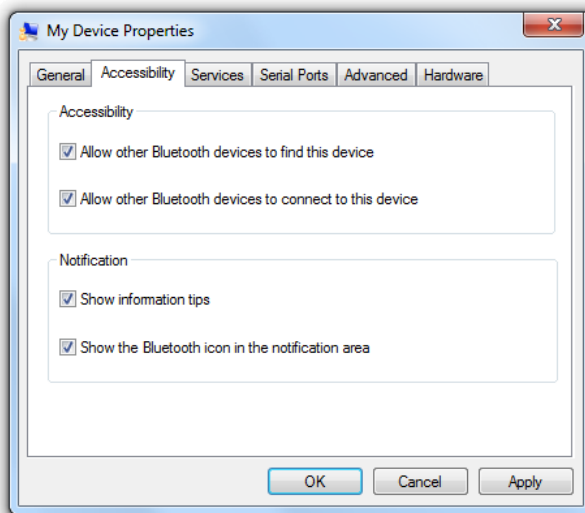 My Device Properties
General Accessibility Services Serial Ports Advanced Hardware
Accessibility
Allow other Bluetooth devices to find this device
Allow other Bluetooth devices to connect to this device
Notification
Show information tips
Show the Bluetooth icon in the notification area
OK Cancel Apply